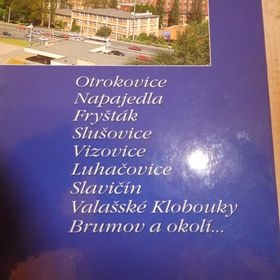 Otrokovice
Napajedla
Fryšták
Slušovice
Vizovice
Luhačovice
Slavičín
Valašské Klobouky
Brumov a okolí...